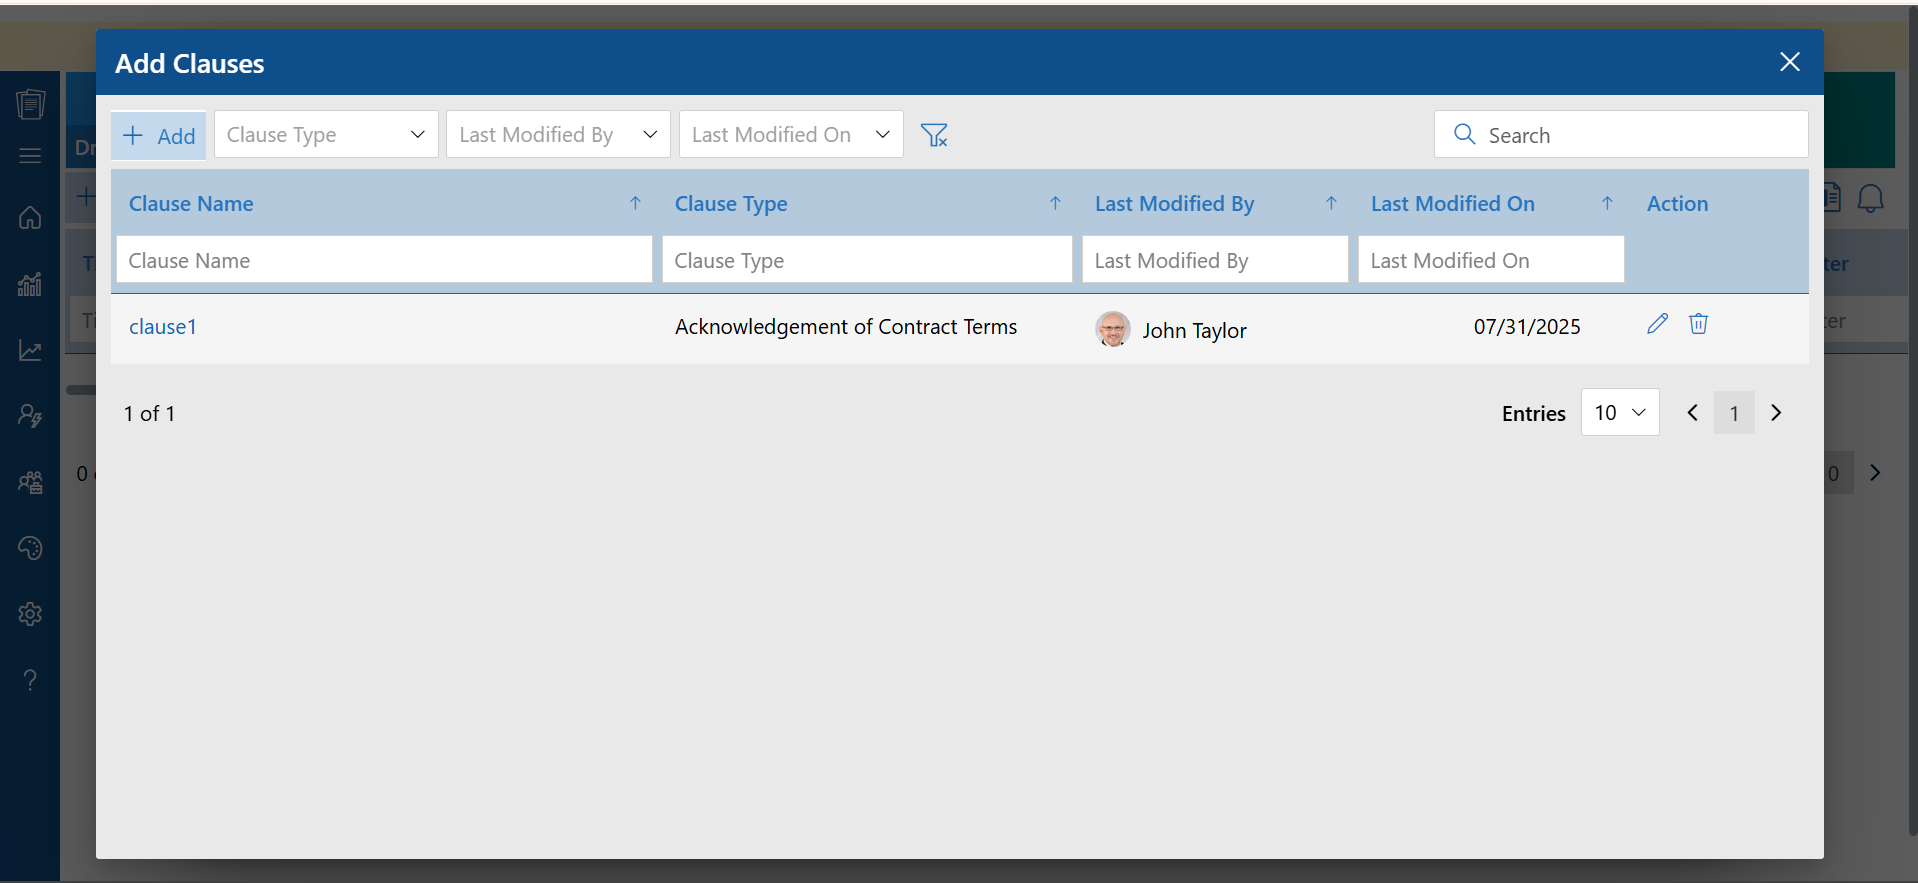 Add Clauses
Add
Clause Type
Last Modified By
Last Modified On
Search
Clause Name
Clause Type
Last Modified By
Last Modified On
Action
Clause Name
Clause Type
Last Modified By
Last Modified On
clause1
Acknowledgement of Contract Terms
John Taylor
07/31/2025
1 of 1
Entries
10
1
0
0